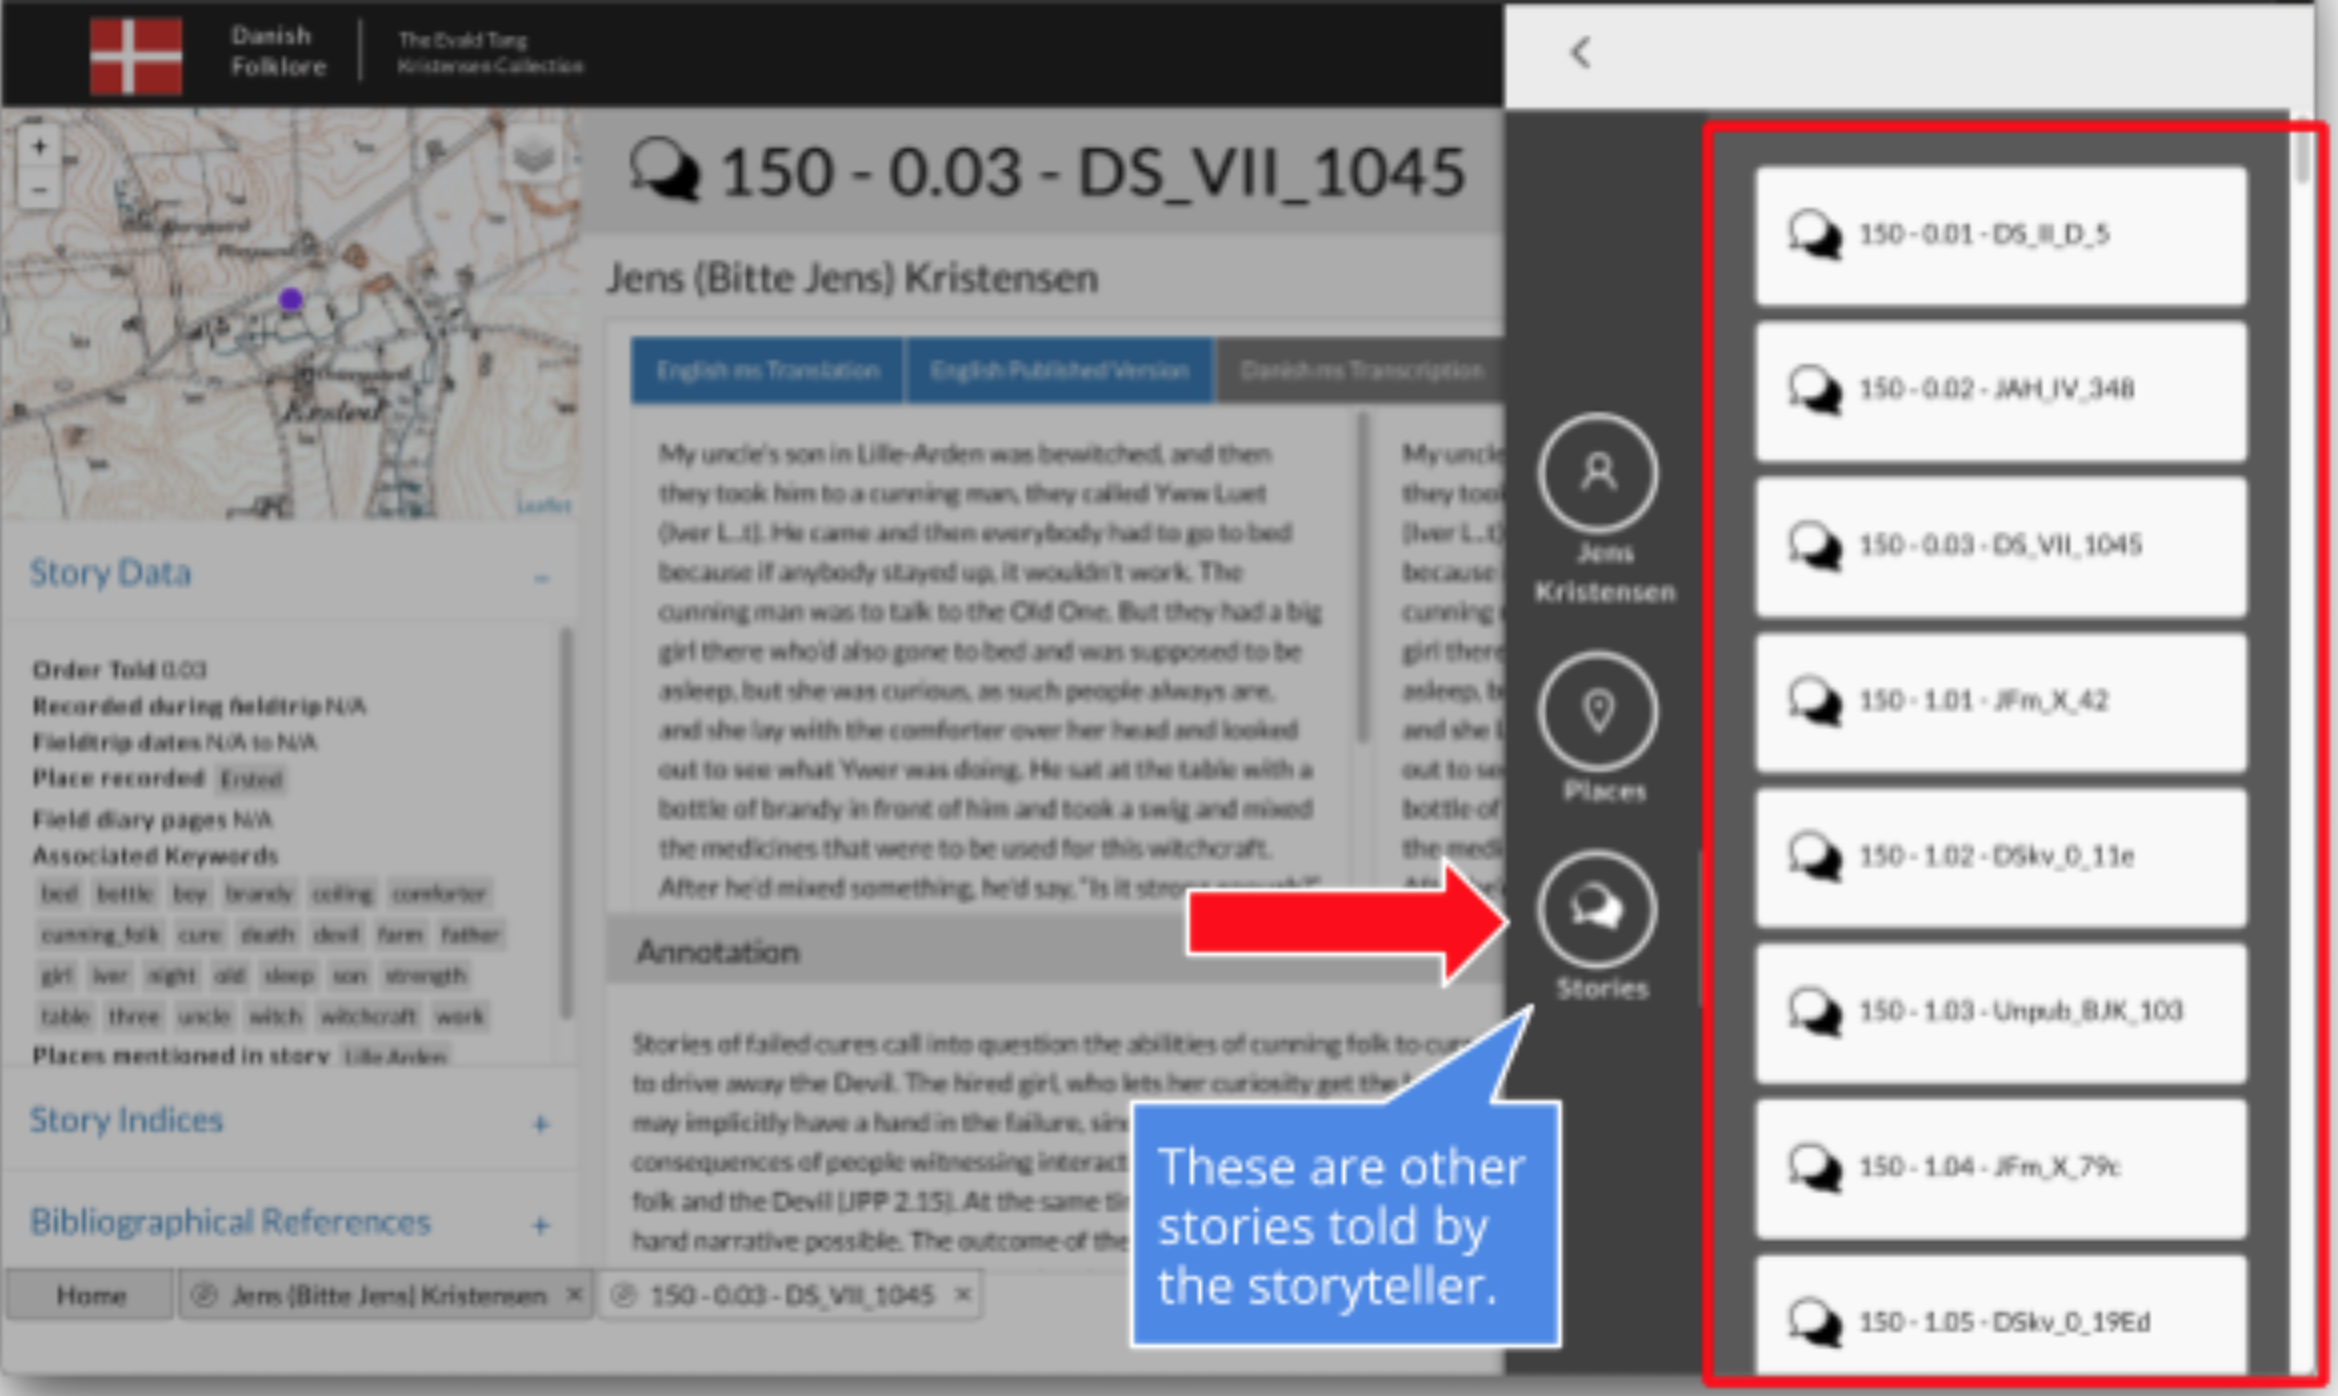 Danish
Folklore
The Evald Tang
Kristensen Collection
+
−
Leaflet
Story Data
Order Told 0.03
Recorded during fieldtrip N/A
Fieldtrip dates N/A to N/A
Place recorded Ersted
Field diary pages N/A
Associated Keywords
bed bottle boy brandy ceiling comforter
cunning_folk cure death devil farm father
girl iver night old sleep son strength
table three uncle witch witchcraft work
Places mentioned in story Lille Arden
Story Indices +
Bibliographical References +
150 - 0.03 - DS_VII_1045
Jens (Bitte Jens) Kristensen
English ms Translation
English Published Version
Danish ms Transcription
My uncle's son in Lille-Arden was bewitched, and then
they took him to a cunning man, they called Yww Luet
(Iver L...t). He came and then everybody had to go to bed
because if anybody stayed up, it wouldn't work. The
cunning man was to talk to the Old One. But they had a big
girl there who'd also gone to bed and was supposed to be
asleep, but she was curious, as such people always are,
and she lay with the comforter over her head and looked
out to see what Ywer was doing. He sat at the table with a
bottle of brandy in front of him and took a swig and mixed
the medicines that were to be used for this witchcraft.
After he'd mixed something, he'd say, "Is it strong enough?"
My uncle
they took
(Iver L...t)
because
cunning
girl there
asleep, b
and she l
out to se
bottle of
the medi
Annotation
Stories of failed cures call into question the abilities of cunning folk to cure
to drive away the Devil. The hired girl, who lets her curiosity get the
may implicitly have a hand in the failure, sinc
consequences of people witnessing interact
folk and the Devil (JPP 2.15). At the same tim
hand narrative possible. The outcome of the
Home
Jens (Bitte Jens) Kristensen ×
150 - 0.03 - DS_VII_1045 ×
Jens
Kristensen
Places
Stories
These are other
stories told by
the storyteller.
150 - 0.01 - DS_II_D_5
150 - 0.02 - JAH_IV_348
150 - 0.03 - DS_VII_1045
150 - 1.01 - JFm_X_42
150 - 1.02 - DSkv_0_11e
150 - 1.03 - Unpub_BJK_103
150 - 1.04 - JFm_X_79c
150 - 1.05 - DSkv_0_19Ed